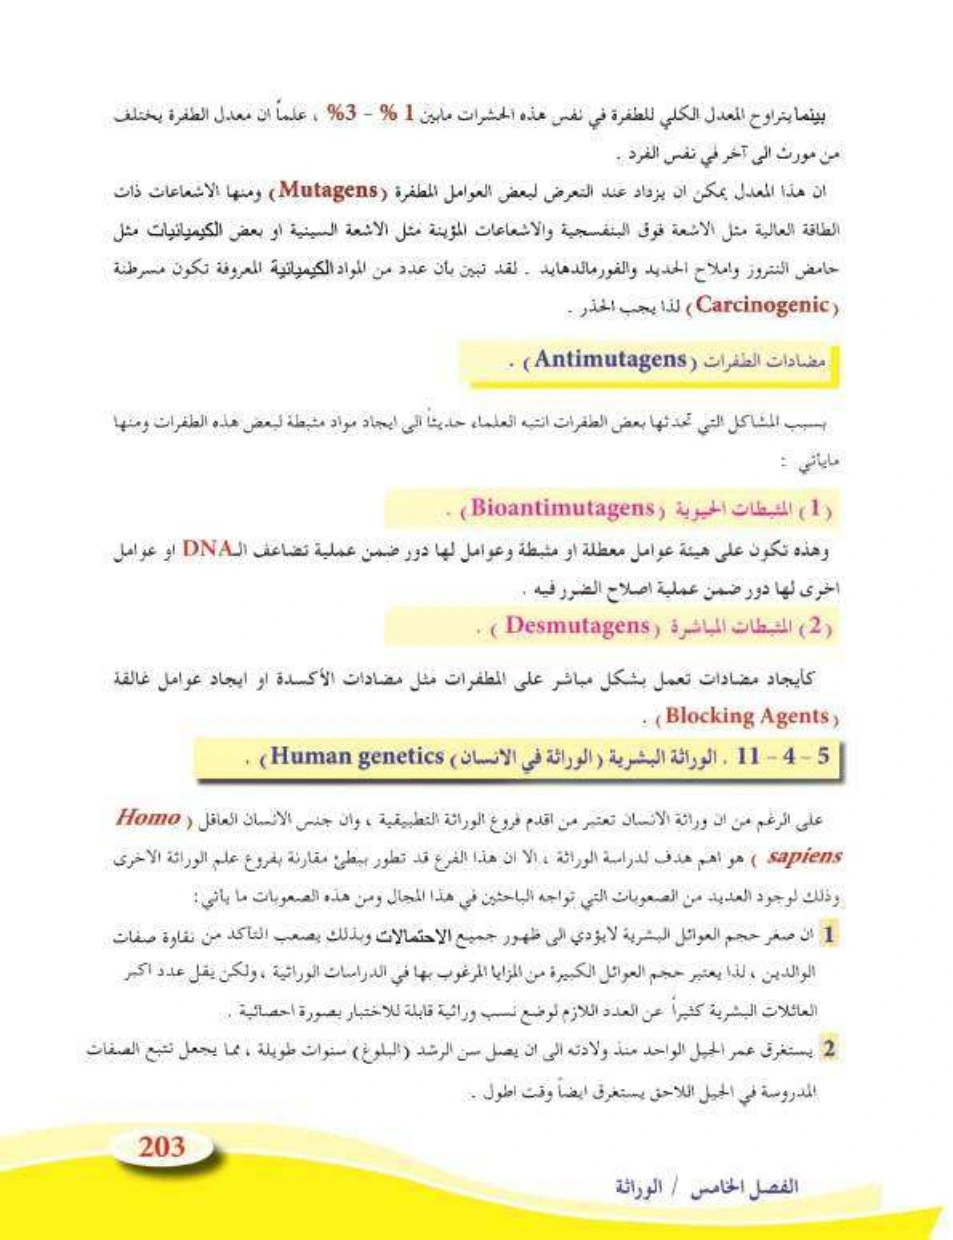 بينما يتراوح المعدل الكلي للطفرة في نفس هذه الحشرات مابين 1 % - 3% ، علماً ان معدل الطفرة يختلف
من مورث الى آخر في نفس الفرد .
ان هذا المعدل يمكن ان يزداد عند التعرض لبعض العوامل المطفرة (Mutagens) ومنها الاشعاعات ذات
الطاقة العالية مثل الاشعة فوق البنفسجية والاشعاعات المؤينة مثل الاشعة السينية او بعض الكيميائيات مثل
حامض النتروز واملاح الحديد والفورمالدهايد . لقد تبين بأن عدد من المواد الكيميائية المعروفة تكون مسرطنة
(Carcinogenic) لذا يجب الحذر .
مضادات الطفرات (Antimutagens) .
بسبب المشاكل التي تحدثها بعض الطفرات انتبه العلماء حديثاً الى ايجاد مواد مثبطة لبعض هذه الطفرات ومنها
مايأتي :
(1) المثبطات الحيوية (Bioantimutagens) .
وهذه تكون على هيئة عوامل معطلة او مثبطة وعوامل لها دور ضمن عملية تضاعف الـDNA او عوامل
اخرى لها دور ضمن عملية اصلاح الضرر فيه .
(2) المثبطات المباشرة (Desmutagens) .
كأيجاد مضادات تعمل بشكل مباشر على المطفرات مثل مضادات الأكسدة او ايجاد عوامل غالقة
(Blocking Agents) .
5 - 4 - 11 . الوراثة البشرية (الوراثة في الانسان) (Human genetics) .
على الرغم من ان وراثة الانسان تعتبر من اقدم فروع الوراثة التطبيقية ، وان جنس الانسان العاقل (Homo
sapiens) هو اهم هدف لدراسة الوراثة ، الا ان هذا الفرع قد تطور ببطئ مقارنة بفروع علم الوراثة الاخرى
وذلك لوجود العديد من الصعوبات التي تواجه الباحثين في هذا المجال ومن هذه الصعوبات ما يأتي :
1 ان صغر حجم العوائل البشرية لايؤدي الى ظهور جميع الاحتمالات وبذلك يصعب التأكد من نقاوة صفات
الوالدين ، لذا يعتبر حجم العوائل الكبيرة من المزايا المرغوب بها في الدراسات الوراثية ، ولكن يقل عدد اكبر
العائلات البشرية كثيراً عن العدد اللازم لوضع نسب وراثية قابلة للاختبار بصورة احصائية .
2 يستغرق عمر الجيل الواحد منذ ولادته الى ان يصل سن الرشد (البلوغ) سنوات طويلة ، مما يجعل تتبع الصفات
المدروسة في الجيل اللاحق يستغرق ايضاً وقت اطول .
203
الفصل الخامس / الوراثة